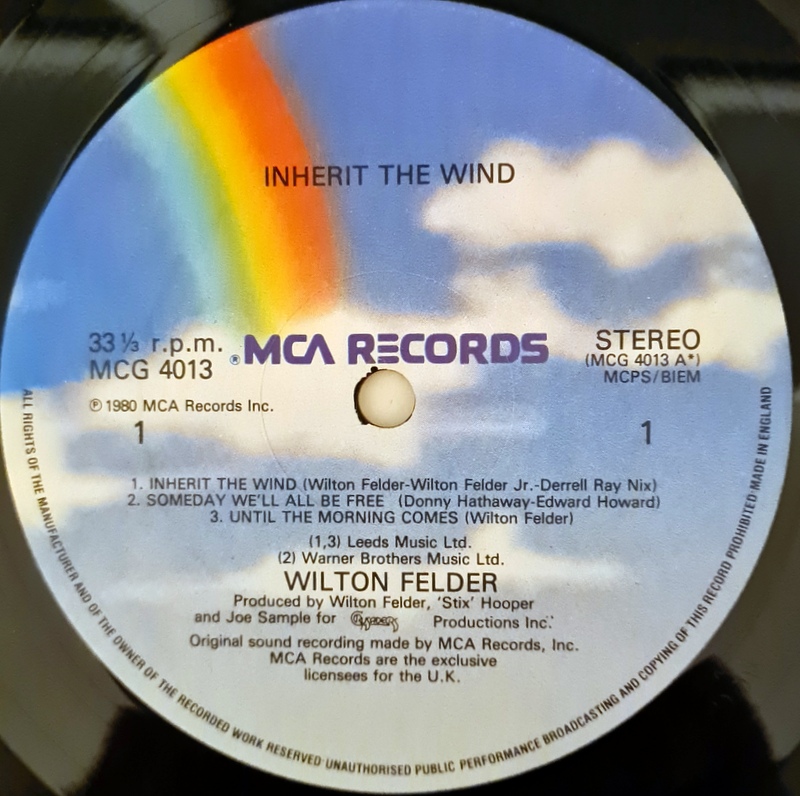 INHERIT THE WIND
33⅓ r.p.m.
MCG 4013
® MCA RECORDS
STEREO
(MCG 4013 A*)
MCPS/BIEM
℗ 1980 MCA Records Inc.
1
1
1. INHERIT THE WIND (Wilton Felder-Wilton Felder Jr.-Derrell Ray Nix)
2. SOMEDAY WE'LL ALL BE FREE (Donny Hathaway-Edward Howard)
3. UNTIL THE MORNING COMES (Wilton Felder)
(1,3) Leeds Music Ltd.
(2) Warner Brothers Music Ltd.
WILTON FELDER
Produced by Wilton Felder, 'Stix' Hooper
and Joe Sample for Crusaders Productions Inc.'
Original sound recording made by MCA Records, Inc.
MCA Records are the exclusive
licensees for the U.K.
ALL RIGHTS OF THE MANUFACTURER AND OF THE OWNER OF THE RECORDED WORK RESERVED UNAUTHORISED PUBLIC PERFORMANCE BROADCASTING AND COPYING OF THIS RECORD PROHIBITED MADE IN ENGLAND